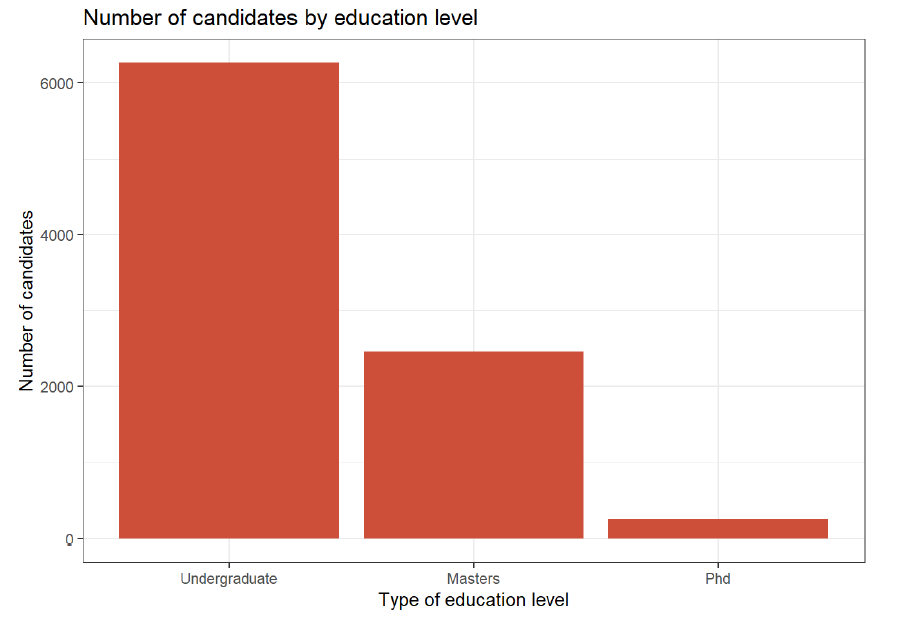 Number of candidates by education level
Number of candidates
6000
4000
2000
0
Undergraduate Masters Phd
Type of education level